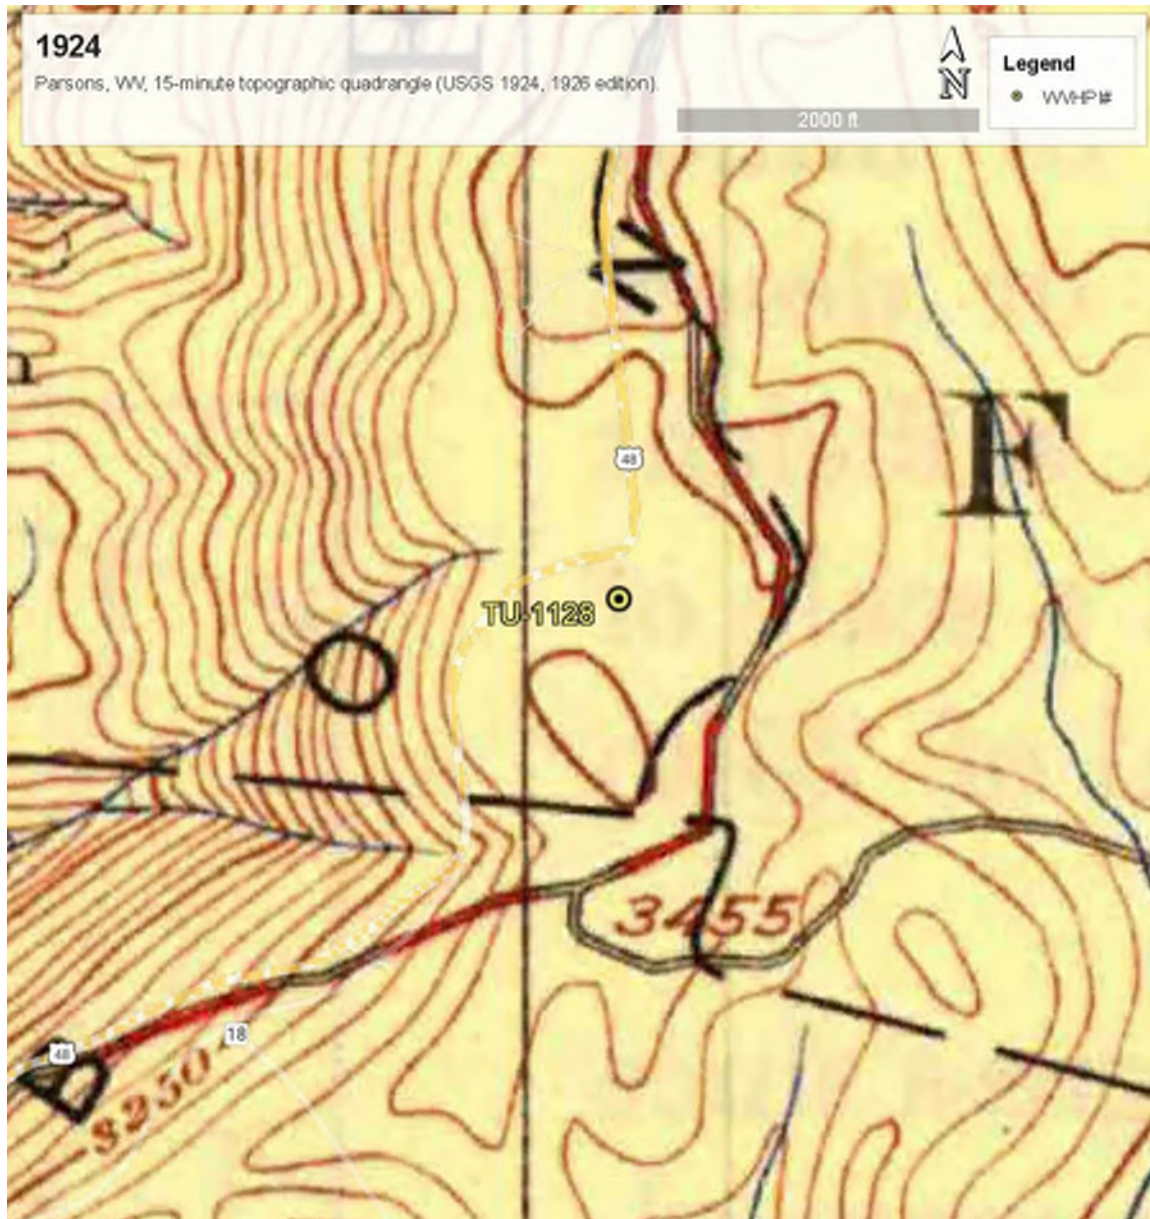 1924
Parsons, WV, 15-minute topographic quadrangle (USGS 1924, 1926 edition).
N
2000 ft
Legend
WVHPI#
n
F
48
TU-1128
O
3455
18
48
B
3250